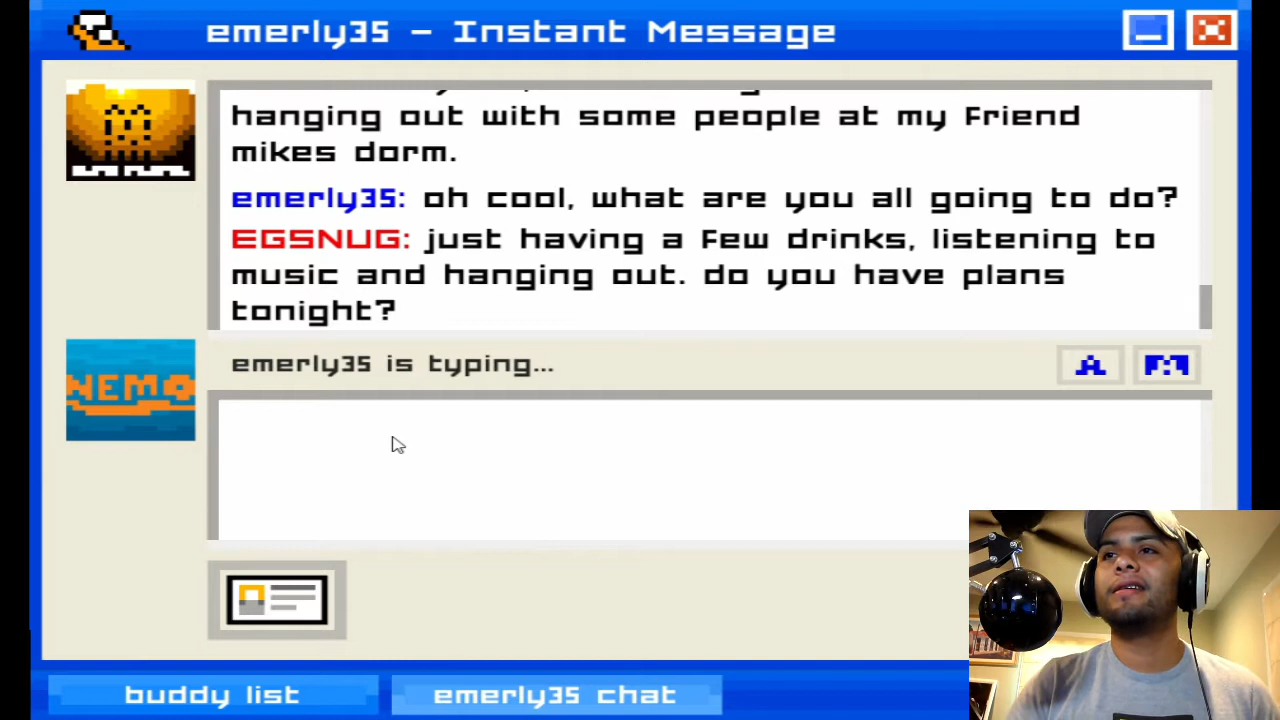 emerly35 - Instant Message
hanging out with some people at my Friend
mikes dorm.
emerly35: oh cool, what are you all going to do?
EGSNUG: just having a Few drinks, listening to
music and hanging out. do you have plans
tonight?
emerly35 is typing...
A
NEMO
buddy list
emerly35 chat